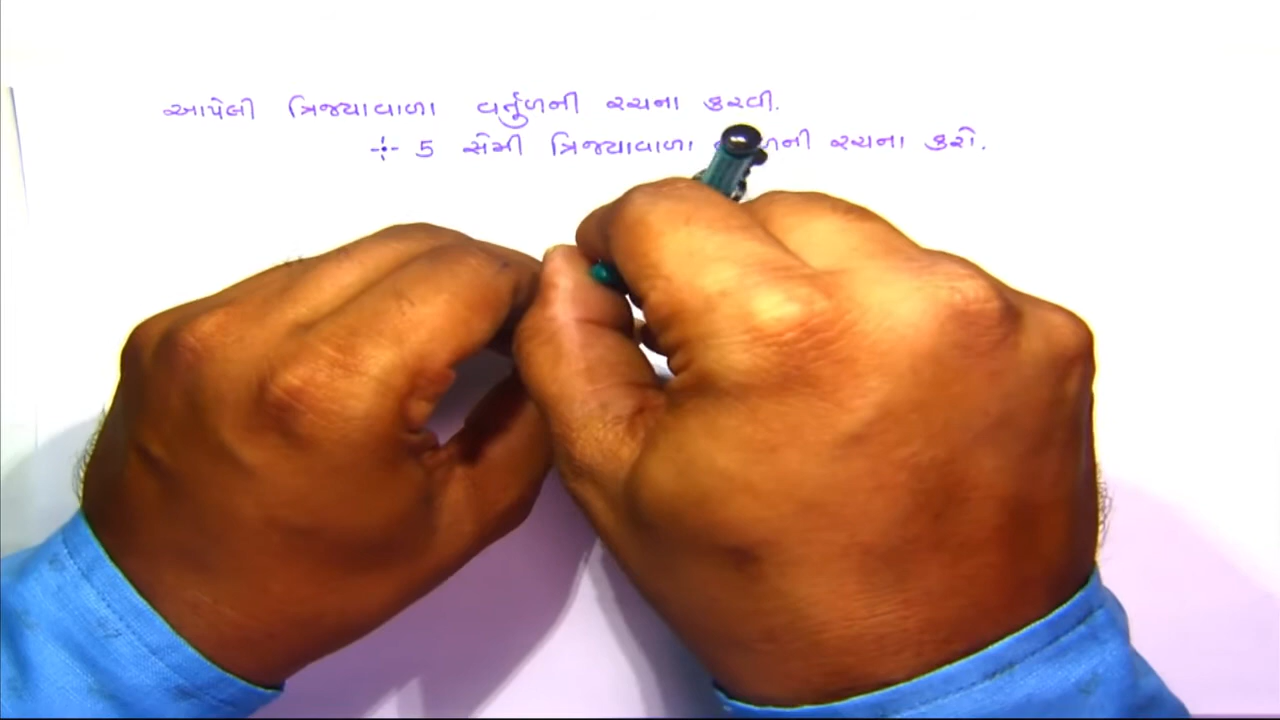 આપેલી ત્રિજ્યાવાળા વર્તુળની રચના કરવી.
5 સેમી ત્રિજ્યાવાળા રચના કરો.